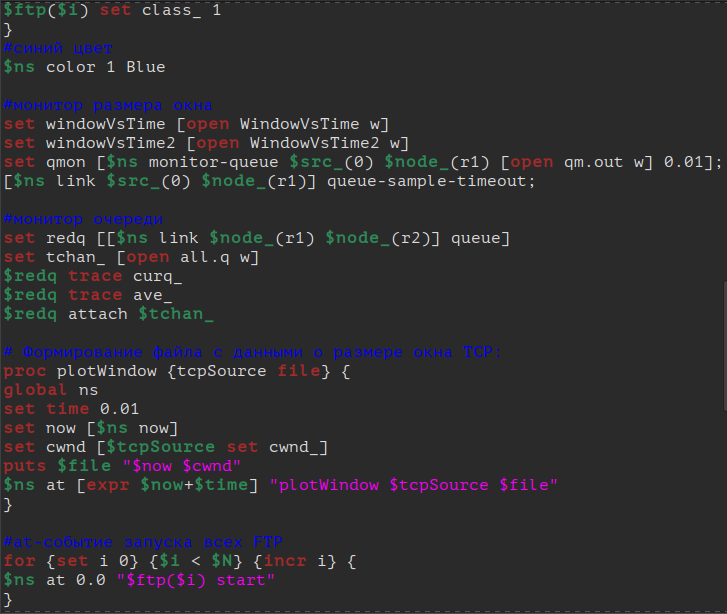 $ftp($i) set class_ 1
}
#синий цвет
$ns color 1 Blue
#монитор размера окна
set windowVsTime [open WindowVsTime w]
set windowVsTime2 [open WindowVsTime2 w]
set qmon [$ns monitor-queue $src_(0) $node_(r1) [open qm.out w] 0.01];
[$ns link $src_(0) $node_(r1)] queue-sample-timeout;
#монитор очереди
set redq [[$ns link $node_(r1) $node_(r2)] queue]
set tchan_ [open all.q w]
$redq trace curq_
$redq trace ave_
$redq attach $tchan_
# Формирование файла с данными о размере окна TCP:
proc plotWindow {tcpSource file} {
global ns
set time 0.01
set now [$ns now]
set cwnd [$tcpSource set cwnd_]
puts $file "$now $cwnd"
$ns at [expr $now+$time] "plotWindow $tcpSource $file"
}
#at-событие запуска всех FTP
for {set i 0} {$i < $N} {incr i} {
$ns at 0.0 "$ftp($i) start"
}